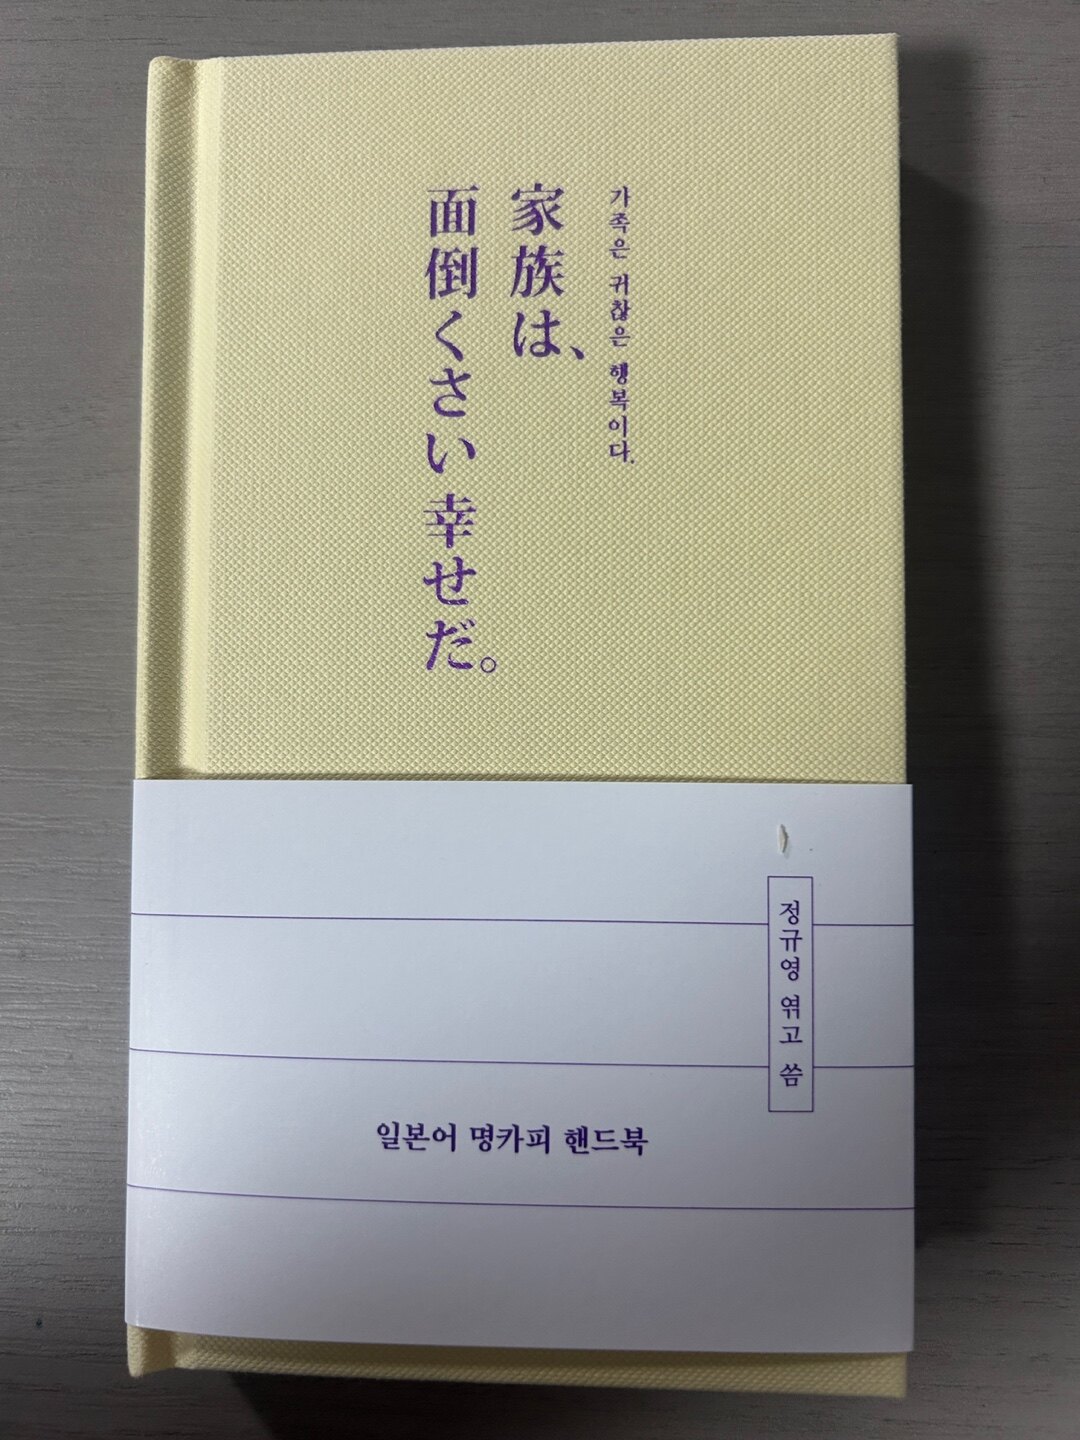 가족은 귀찮은 행복이다.
家族は、
面倒くさい幸せだ。
정규영 엮고 씀
일본어 명카피 핸드북